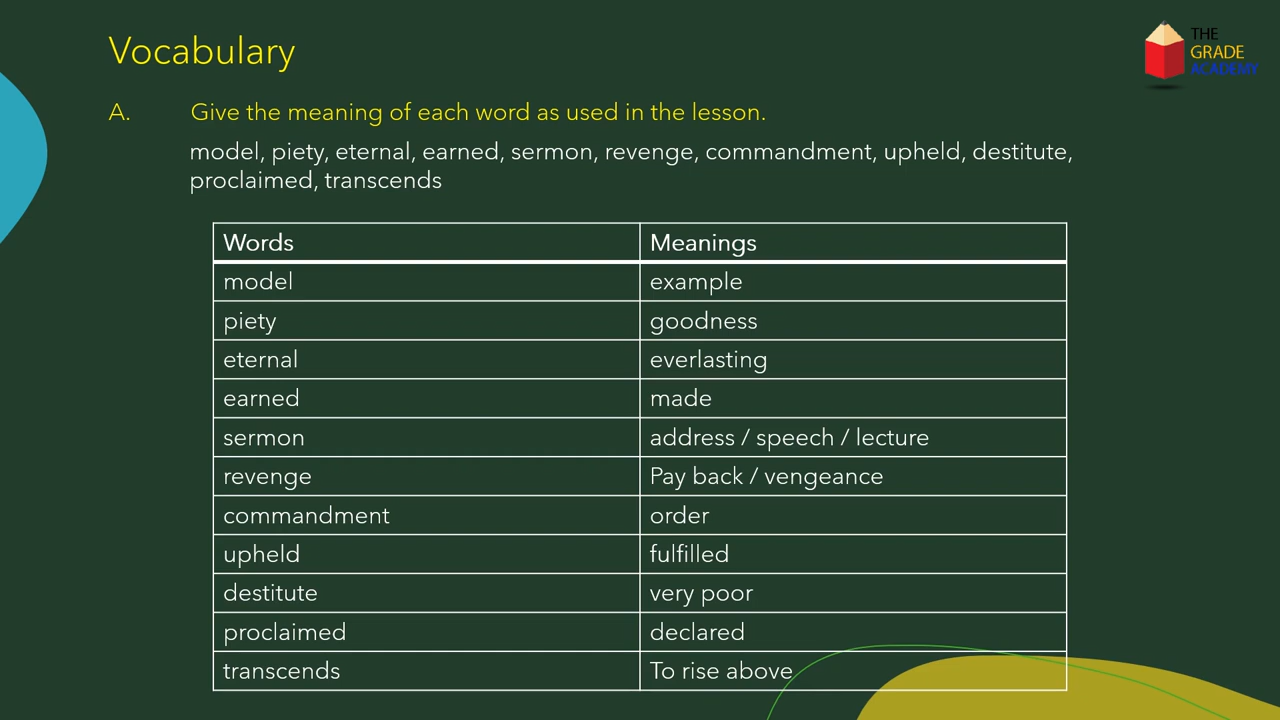 Vocabulary
THE
GRADE
ACADEMY
A. Give the meaning of each word as used in the lesson.
model, piety, eternal, earned, sermon, revenge, commandment, upheld, destitute,
proclaimed, transcends
Words Meanings
model example
piety goodness
eternal everlasting
earned made
sermon address / speech / lecture
revenge Pay back / vengeance
commandment order
upheld fulfilled
destitute very poor
proclaimed declared
transcends To rise above